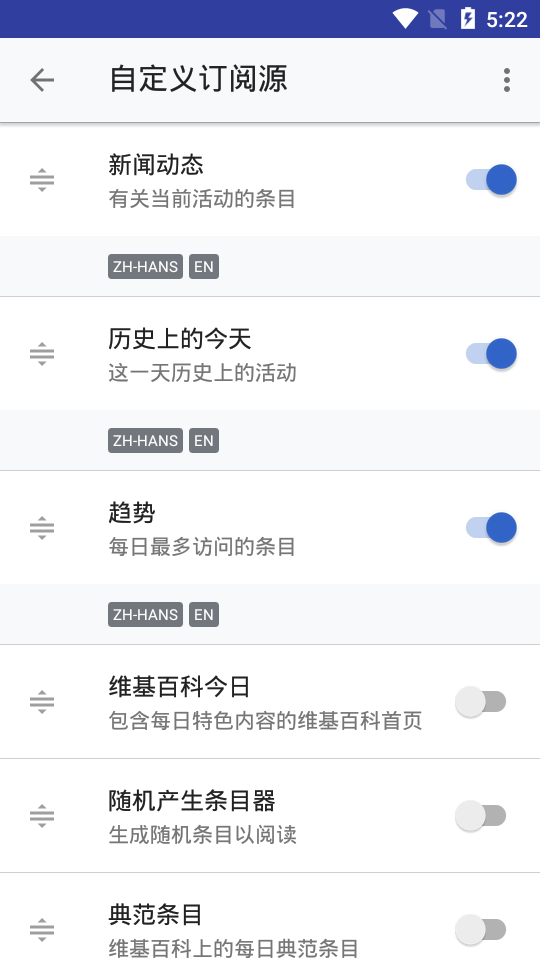 5:22
自定义订阅源
新闻动态
有关当前活动的条目
ZH-HANS EN
历史上的今天
这一天历史上的活动
ZH-HANS EN
趋势
每日最多访问的条目
ZH-HANS EN
维基百科今日
包含每日特色内容的维基百科首页
随机产生条目器
生成随机条目以阅读
典范条目
维基百科上的每日典范条目